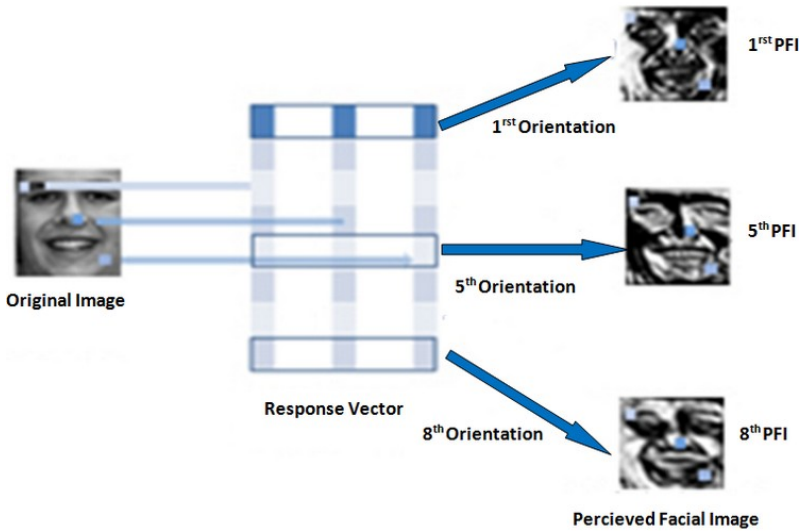 1rst PFI
1rst Orientation
5th PFI
5th Orientation
Original Image
Response Vector
8th Orientation
8th PFI
Percieved Facial Image